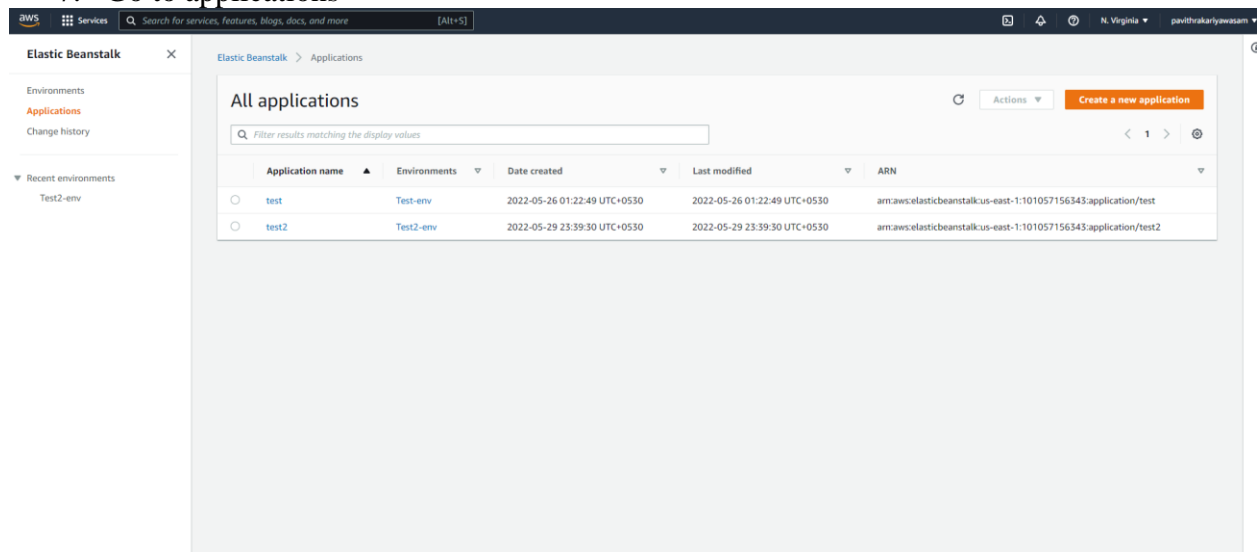 Go to applications
aws Services Search for services, features, blogs, docs, and more [Alt+S] N. Virginia ▼ pavithrakariyawasam ▼
Elastic Beanstalk
Environments
Applications
Change history
▼ Recent environments
Test2-env
Elastic Beanstalk > Applications
All applications
Actions ▼ Create a new application
Filter results matching the display values
< 1 >
Application name ▲ Environments ▽ Date created ▽ Last modified ▽ ARN ▽
test Test-env 2022-05-26 01:22:49 UTC+0530 2022-05-26 01:22:49 UTC+0530 arn:aws:elasticbeanstalk:us-east-1:101057156343:application/test
test2 Test2-env 2022-05-29 23:39:30 UTC+0530 2022-05-29 23:39:30 UTC+0530 arn:aws:elasticbeanstalk:us-east-1:101057156343:application/test2